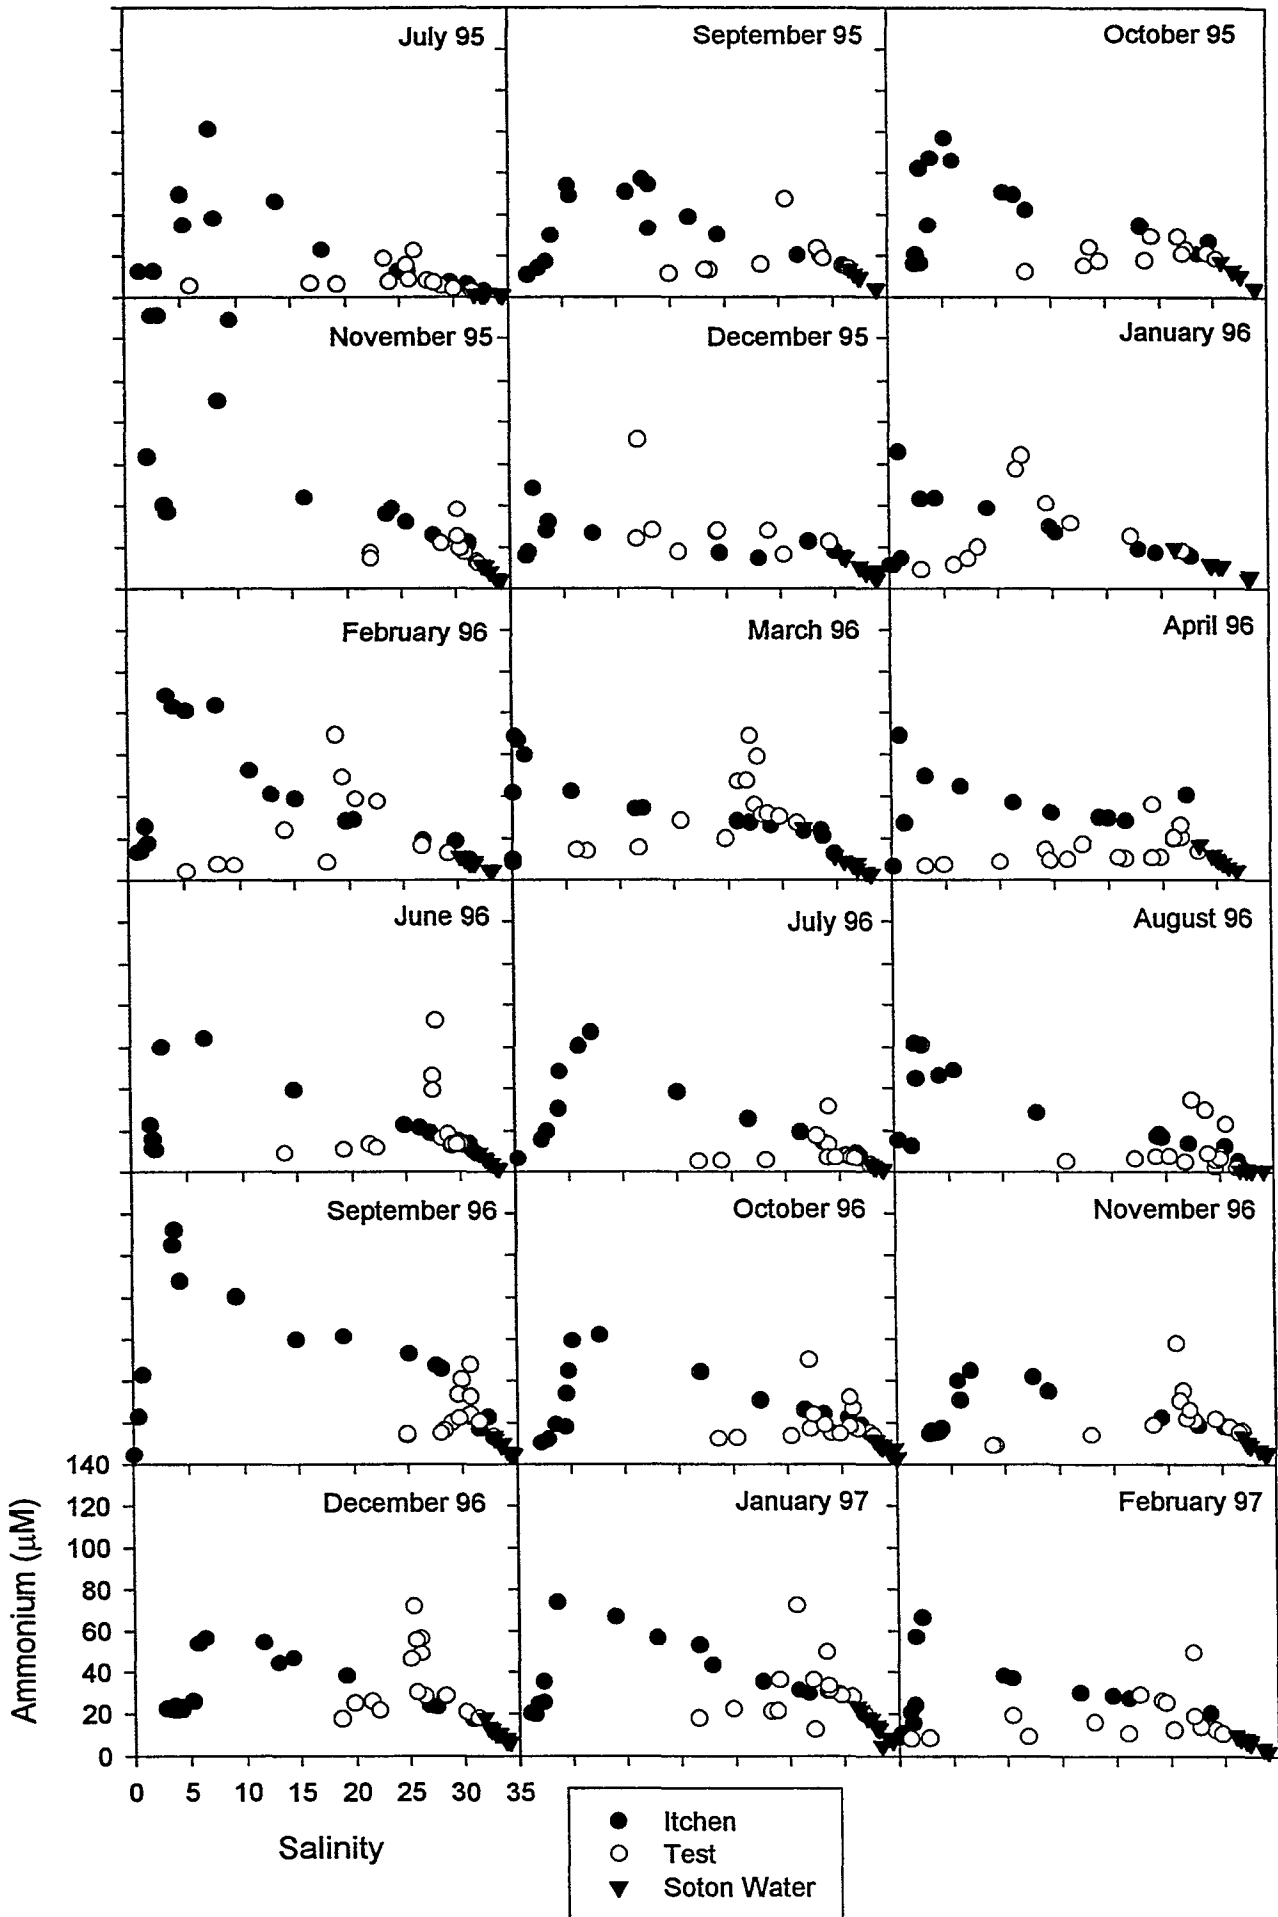 July 95
September 95
October 95
November 95
December 95
January 96
February 96
March 96
April 96
June 96
July 96
August 96
September 96
October 96
November 96
December 96
January 97
February 97
Ammonium (µM)
140
120
100
80
60
40
20
0
0 5 10 15 20 25 30 35
Salinity
Itchen
Test
Soton Water